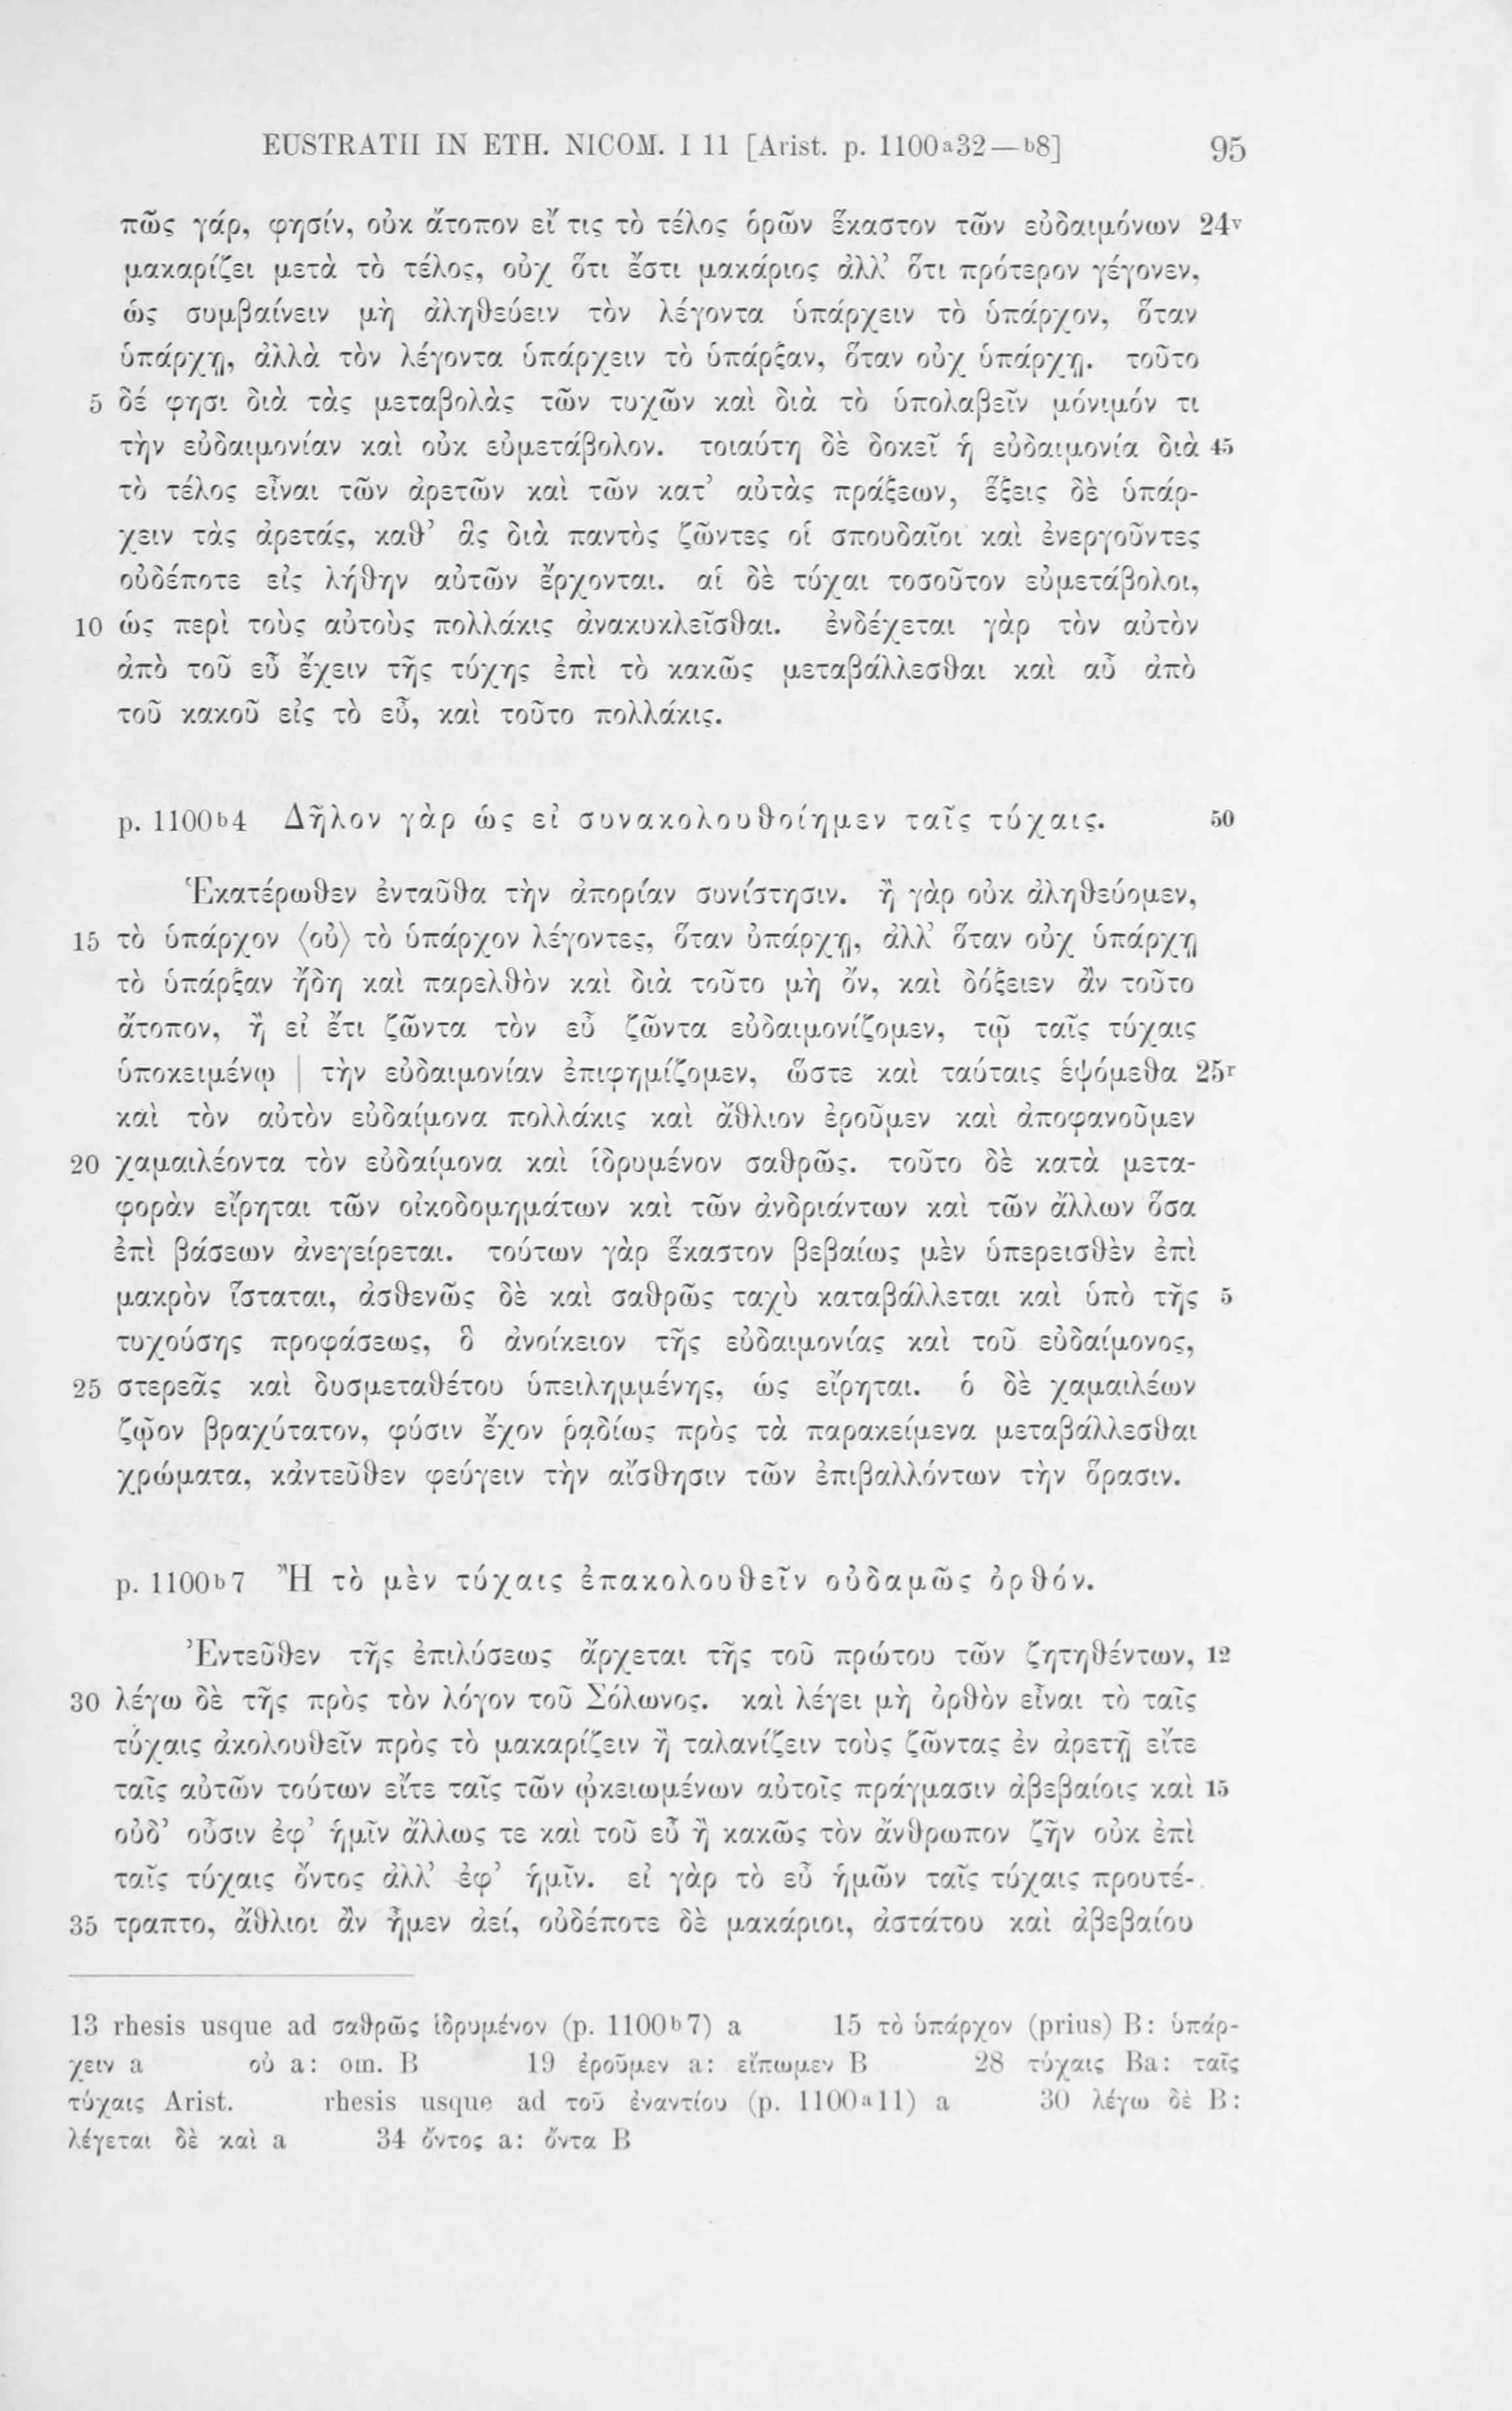 EUSTRATII IN ETH. NICOM. I 11 [Arist. p. 1100a32—b8] 95
πῶς γάρ, φησίν, οὐκ ἄτοπον εἴ τις τὸ τέλος ὁρῶν ἕκαστον τῶν εὐδαιμόνων 24v
μακαρίζει μετὰ τὸ τέλος, οὐχ ὅτι ἔστι μακάριος ἀλλ’ ὅτι πρότερον γέγονεν,
ὡς συμβαίνειν μὴ ἀληθεύειν τὸν λέγοντα ὑπάρχειν τὸ ὑπάρχον, ὅταν
ὑπάρχῃ, ἀλλὰ τὸν λέγοντα ὑπάρχειν τὸ ὑπάρξαν, ὅταν οὐχ ὑπάρχῃ. τοῦτο
5 δέ φησι διὰ τὰς μεταβολὰς τῶν τυχῶν καὶ διὰ τὸ ὑπολαβεῖν μόνιμόν τι
τὴν εὐδαιμονίαν καὶ οὐκ εὐμετάβολον. τοιαύτη δὲ δοκεῖ ἡ εὐδαιμονία διὰ 45
τὸ τέλος εἶναι τῶν ἀρετῶν καὶ τῶν κατ’ αὐτὰς πράξεων, ἕξεις δὲ ὑπάρ-
χειν τὰς ἀρετάς, καθ’ ἃς διὰ παντὸς ζῶντες οἱ σπουδαῖοι καὶ ἐνεργοῦντες
οὐδέποτε εἰς λήθην αὐτῶν ἔρχονται. αἱ δὲ τύχαι τοσοῦτον εὐμετάβολοι,
10 ὡς περὶ τοὺς αὐτοὺς πολλάκις ἀνακυκλεῖσθαι. ἐνδέχεται γὰρ τὸν αὐτὸν
ἀπὸ τοῦ εὖ ἔχειν τῆς τύχης ἐπὶ τὸ κακῶς μεταβάλλεσθαι καὶ αὖ ἀπὸ
τοῦ κακοῦ εἰς τὸ εὖ, καὶ τοῦτο πολλάκις.
p. 1100b4 Δῆλον γὰρ ὡς εἰ συνακολουθοίημεν ταῖς τύχαις. 50
Ἑκατέρωθεν ἐνταῦθα τὴν ἀπορίαν συνίστησιν. ἢ γὰρ οὐκ ἀληθεύομεν,
15 τὸ ὑπάρχον ⟨οὐ⟩ τὸ ὑπάρχον λέγοντες, ὅταν ὑπάρχῃ, ἀλλ’ ὅταν οὐχ ὑπάρχῃ
τὸ ὑπάρξαν ἤδη καὶ παρελθὸν καὶ διὰ τοῦτο μὴ ὄν, καὶ δόξειεν ἂν τοῦτο
ἄτοπον, ἢ εἰ ἔτι ζῶντα τὸν εὖ ζῶντα εὐδαιμονίζομεν, τῷ ταῖς τύχαις
ὑποκειμένῳ | τὴν εὐδαιμονίαν ἐπιφημίζομεν, ὥστε καὶ ταύταις ἑψόμεθα 25r
καὶ τὸν αὐτὸν εὐδαίμονα πολλάκις καὶ ἄθλιον ἐροῦμεν καὶ ἀποφανοῦμεν
20 χαμαιλέοντα τὸν εὐδαίμονα καὶ ἱδρυμένον σαθρῶς. τοῦτο δὲ κατὰ μετα-
φορὰν εἴρηται τῶν οἰκοδομημάτων καὶ τῶν ἀνδριάντων καὶ τῶν ἄλλων ὅσα
ἐπὶ βάσεων ἀνεγείρεται. τούτων γὰρ ἕκαστον βεβαίως μὲν ὑπερεισθὲν ἐπὶ
μακρὸν ἵσταται, ἀσθενῶς δὲ καὶ σαθρῶς ταχὺ καταβάλλεται καὶ ὑπὸ τῆς 5
τυχούσης προφάσεως, ὃ ἀνοίκειον τῆς εὐδαιμονίας καὶ τοῦ εὐδαίμονος,
25 στερεᾶς καὶ δυσμεταθέτου ὑπειλημμένης, ὡς εἴρηται. ὁ δὲ χαμαιλέων
ζῷον βραχύτατον, φύσιν ἔχον ῥᾳδίως πρὸς τὰ παρακείμενα μεταβάλλεσθαι
χρώματα, κἀντεῦθεν φεύγειν τὴν αἴσθησιν τῶν ἐπιβαλλόντων τὴν ὅρασιν.
p. 1100b7 Ἢ τὸ μὲν τύχαις ἐπακολουθεῖν οὐδαμῶς ὀρθόν.
Ἐντεῦθεν τῆς ἐπιλύσεως ἄρχεται τῆς τοῦ πρώτου τῶν ζητηθέντων, 12
30 λέγω δὲ τῆς πρὸς τὸν λόγον τοῦ Σόλωνος. καὶ λέγει μὴ ὀρθὸν εἶναι τὸ ταῖς
τύχαις ἀκολουθεῖν πρὸς τὸ μακαρίζειν ἢ ταλανίζειν τοὺς ζῶντας ἐν ἀρετῇ εἴτε
ταῖς αὐτῶν τούτων εἴτε ταῖς τῶν ᾠκειωμένων αὐτοῖς πράγμασιν ἀβεβαίοις καὶ 15
οὐδ’ οὖσιν ἐφ’ ἡμῖν ἄλλως τε καὶ τοῦ εὖ ἢ κακῶς τὸν ἄνθρωπον ζῆν οὐκ ἐπὶ
ταῖς τύχαις ὄντος ἀλλ’ ἐφ’ ἡμῖν. εἰ γὰρ τὸ εὖ ἡμῶν ταῖς τύχαις προυτέ-
35 τραπτο, ἄθλιοι ἂν ἦμεν ἀεί, οὐδέποτε δὲ μακάριοι, ἀστάτου καὶ ἀβεβαίου
13 rhesis usque ad σαθρῶς ἱδρυμένον (p. 1100b7) a 15 τὸ ὑπάρχον (prius) B: ὑπάρ-
χειν a οὐ a: om. B 19 ἐροῦμεν a: εἴπωμεν B 28 τύχαις Ba: ταῖς
τύχαις Arist. rhesis usque ad τοῦ ἐναντίου (p. 1100a11) a 30 λέγω δὲ B:
λέγεται δὲ καὶ a 34 ὄντος a: ὄντα B